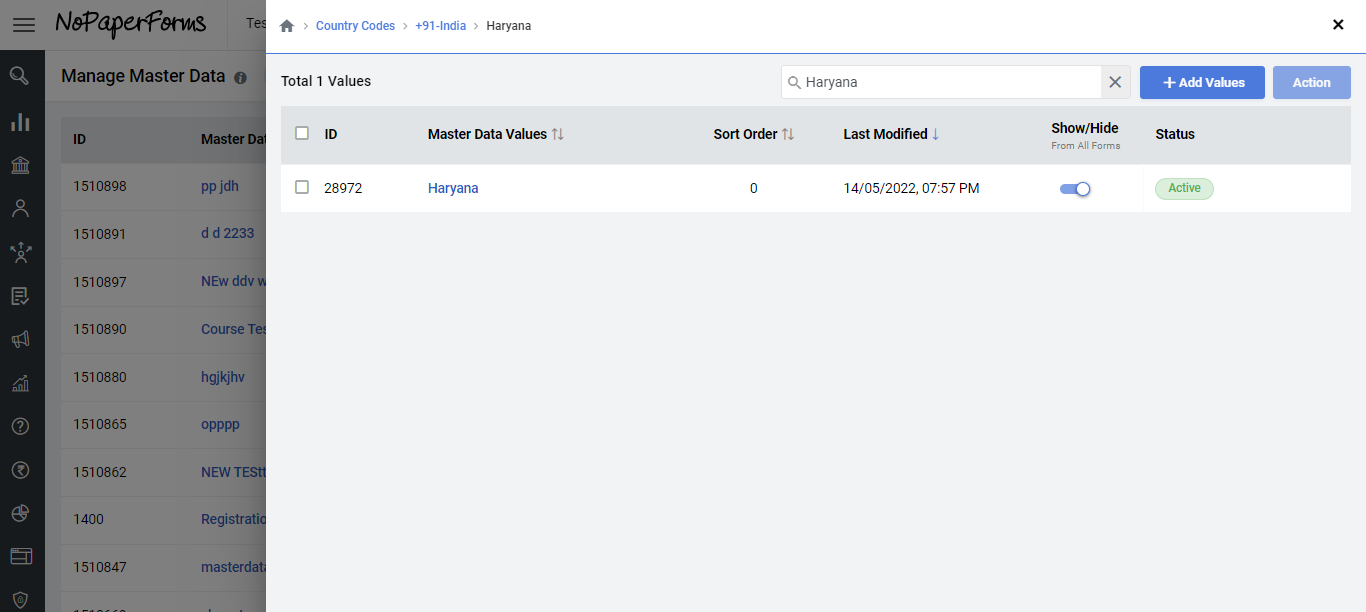 NoPaperForms
Tes
Country Codes > +91-India > Haryana
Manage Master Data
Total 1 Values
Haryana
+ Add Values
Action
ID
Master Dat
ID
Master Data Values
Sort Order
Last Modified
Show/Hide
From All Forms
Status
28972
Haryana
0
14/05/2022, 07:57 PM
Active
1510898
pp jdh
1510891
d d 2233
1510897
NEw ddv w
1510890
Course Tes
1510880
hgjkjhv
1510865
opppp
1510862
NEW TEStt
1400
Registratio
1510847
masterdata